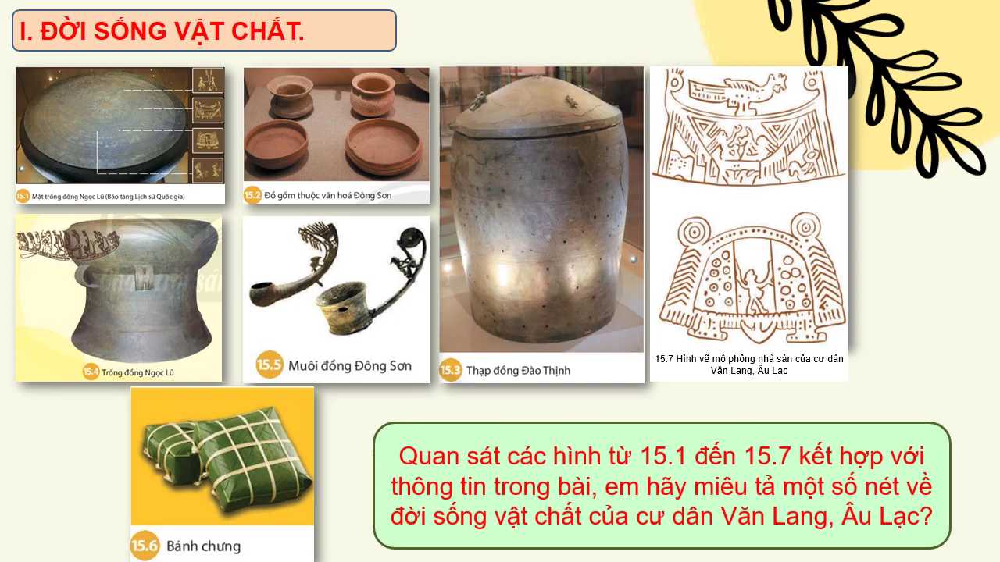 I. ĐỜI SỐNG VẬT CHẤT.
15.1 Mặt trống đồng Ngọc Lũ (Bảo tàng Lịch sử Quốc gia)
15.2 Đồ gốm thuộc văn hoá Đông Sơn
15.4 Trống đồng Ngọc Lũ
15.5 Muôi đồng Đông Sơn
15.3 Thạp đồng Đào Thịnh
15.7 Hình vẽ mô phỏng nhà sàn của cư dân
Văn Lang, Âu Lạc
15.6 Bánh chưng
Quan sát các hình từ 15.1 đến 15.7 kết hợp với
thông tin trong bài, em hãy miêu tả một số nét về
đời sống vật chất của cư dân Văn Lang, Âu Lạc?